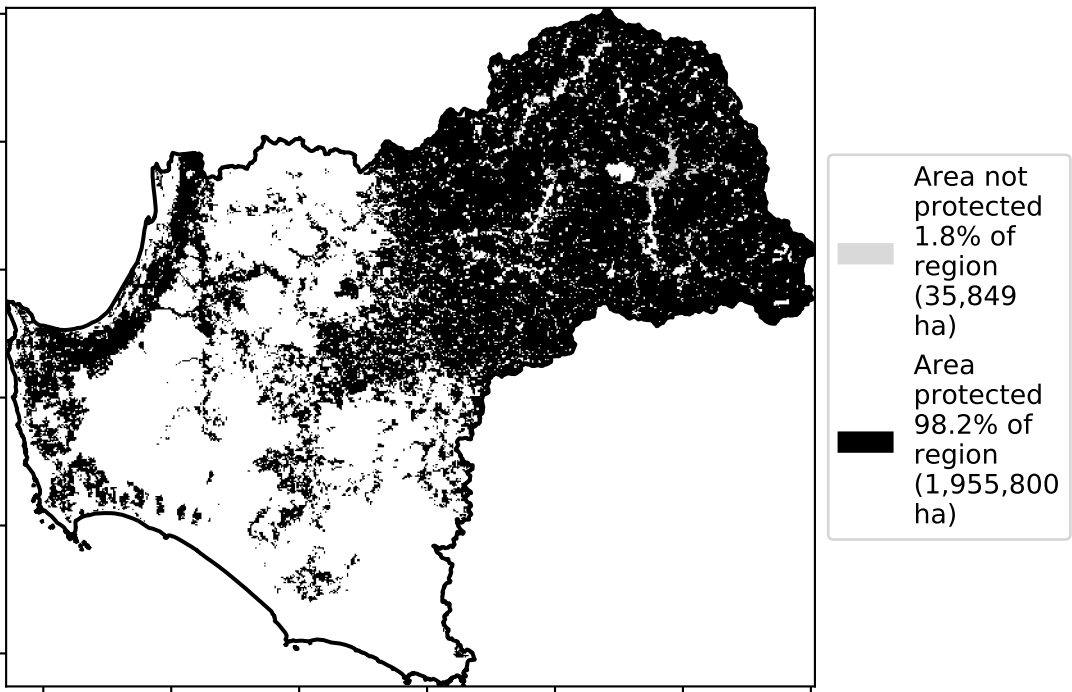 Area not
protected
1.8% of
region
(35,849
ha)
Area
protected
98.2% of
region
(1,955,800
ha)